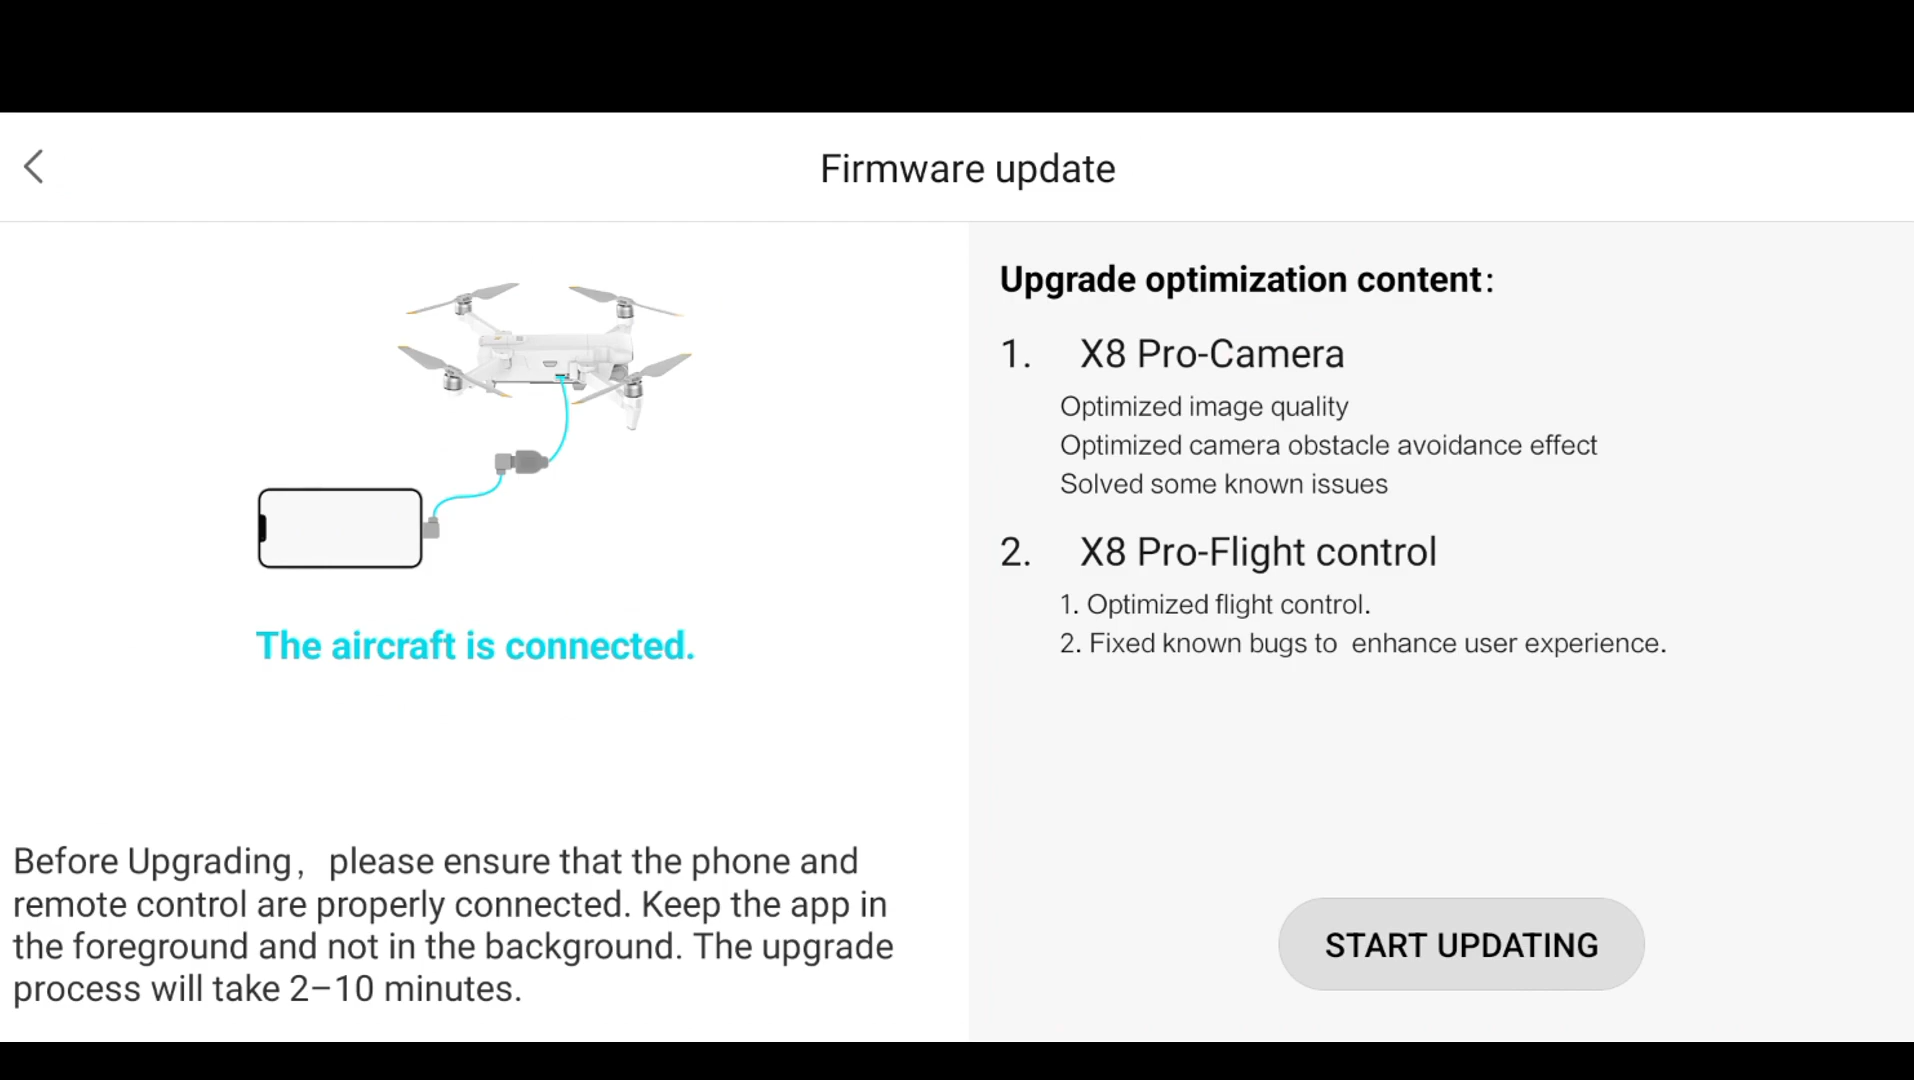 Firmware update
The aircraft is connected.
Before Upgrading， please ensure that the phone and
remote control are properly connected. Keep the app in
the foreground and not in the background. The upgrade
process will take 2–10 minutes.
Upgrade optimization content：
1. X8 Pro-Camera
Optimized image quality
Optimized camera obstacle avoidance effect
Solved some known issues
2. X8 Pro-Flight control
1. Optimized flight control.
2. Fixed known bugs to  enhance user experience.
START UPDATING